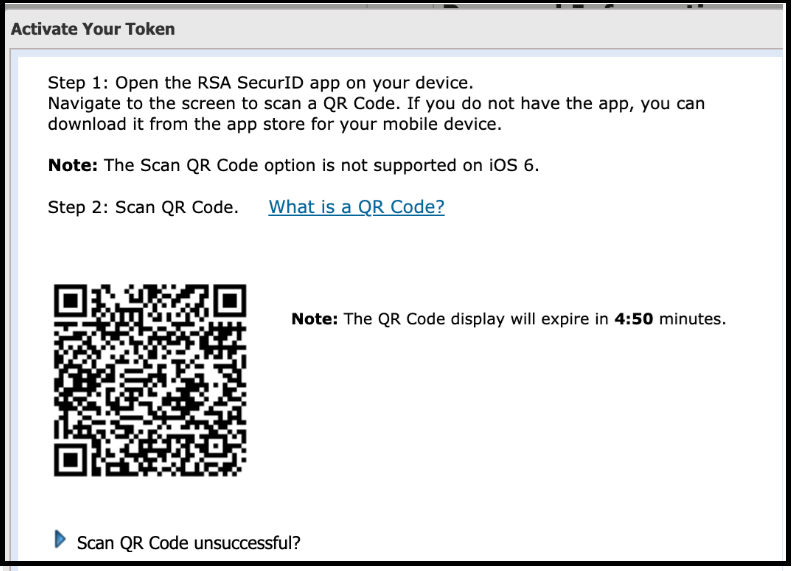 Activate Your Token
Step 1: Open the RSA SecurID app on your device.
Navigate to the screen to scan a QR Code. If you do not have the app, you can
download it from the app store for your mobile device.
Note: The Scan QR Code option is not supported on iOS 6.
Step 2: Scan QR Code. What is a QR Code?
Note: The QR Code display will expire in 4:50 minutes.
Scan QR Code unsuccessful?